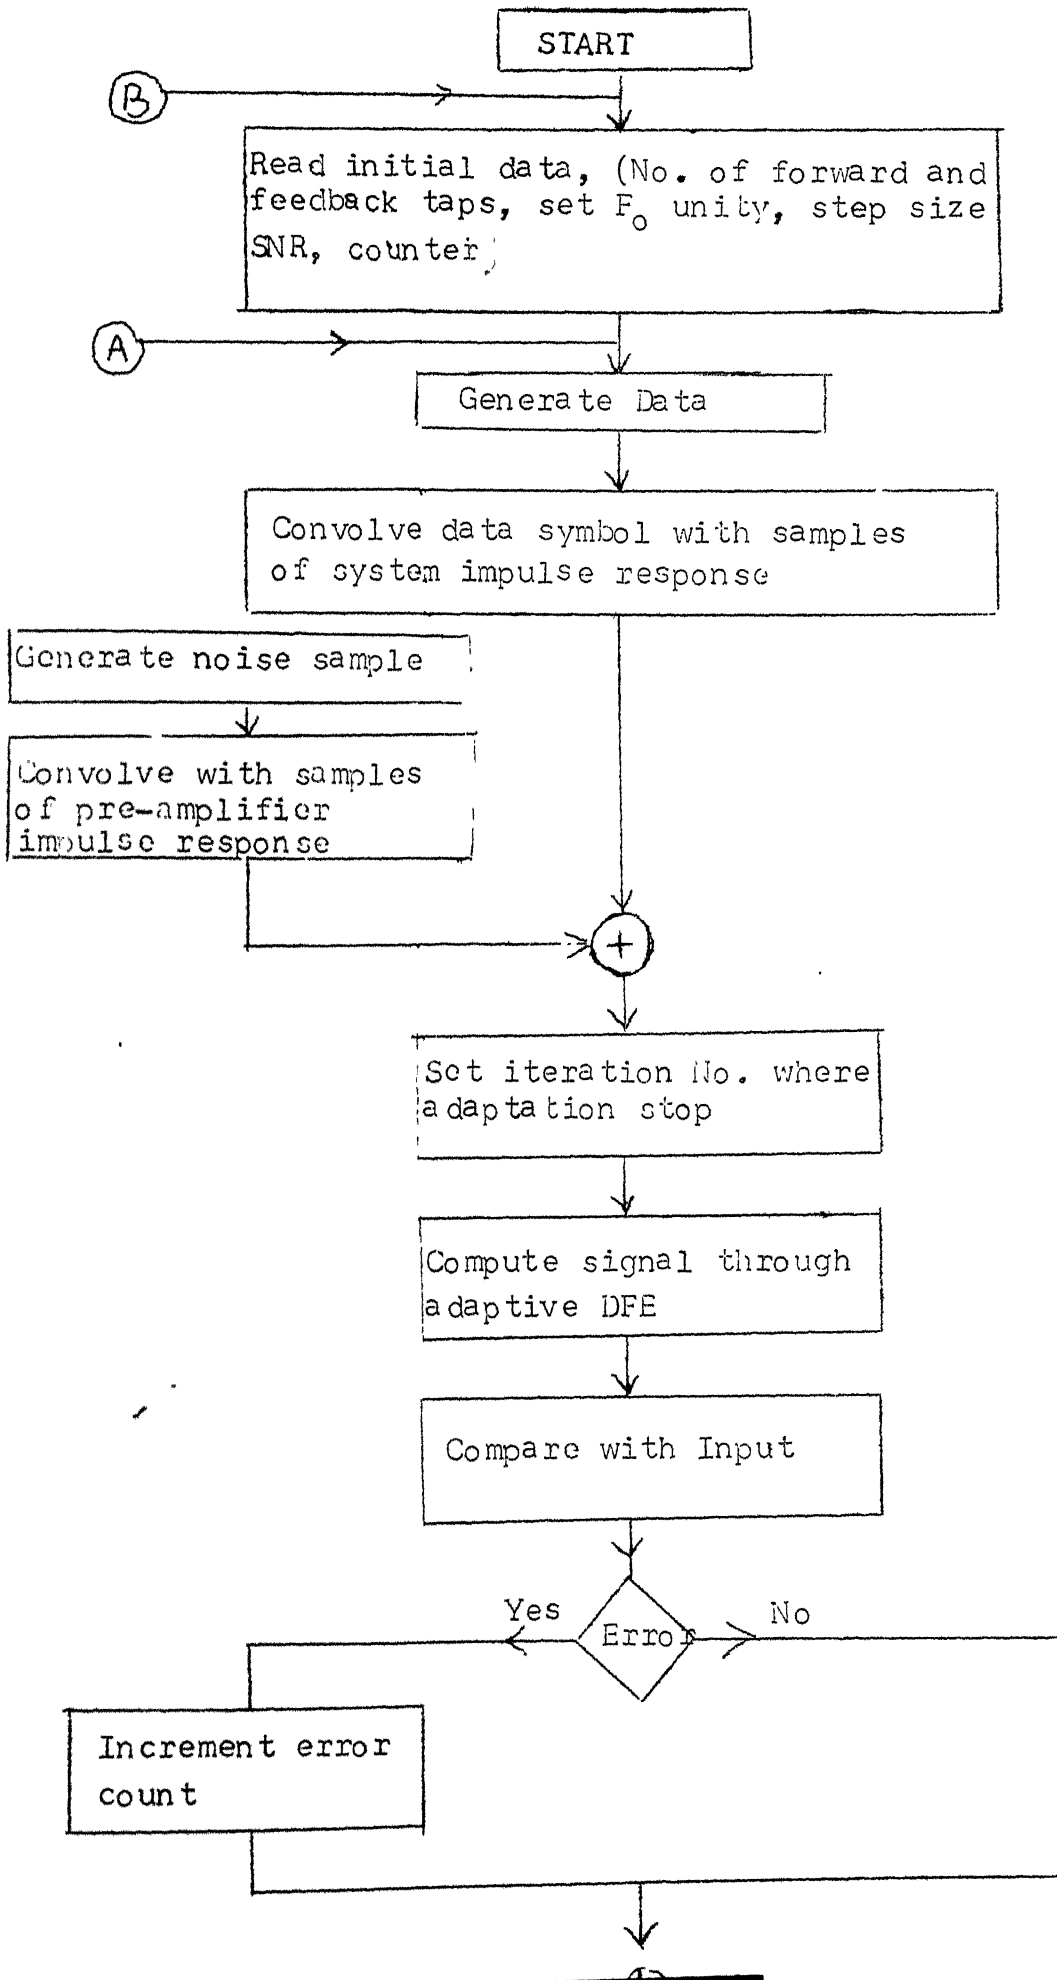 START
B
Read initial data, (No. of forward and
feedback taps, set F₀ unity, step size
SNR, counter)
A
Generate Data
Convolve data symbol with samples
of system impulse response
Generate noise sample
Convolve with samples
of pre-amplifier
impulse response
+
Set iteration No. where
adaptation stop
Compute signal through
adaptive DFE
Compare with Input
Yes
Error
No
Increment error
count